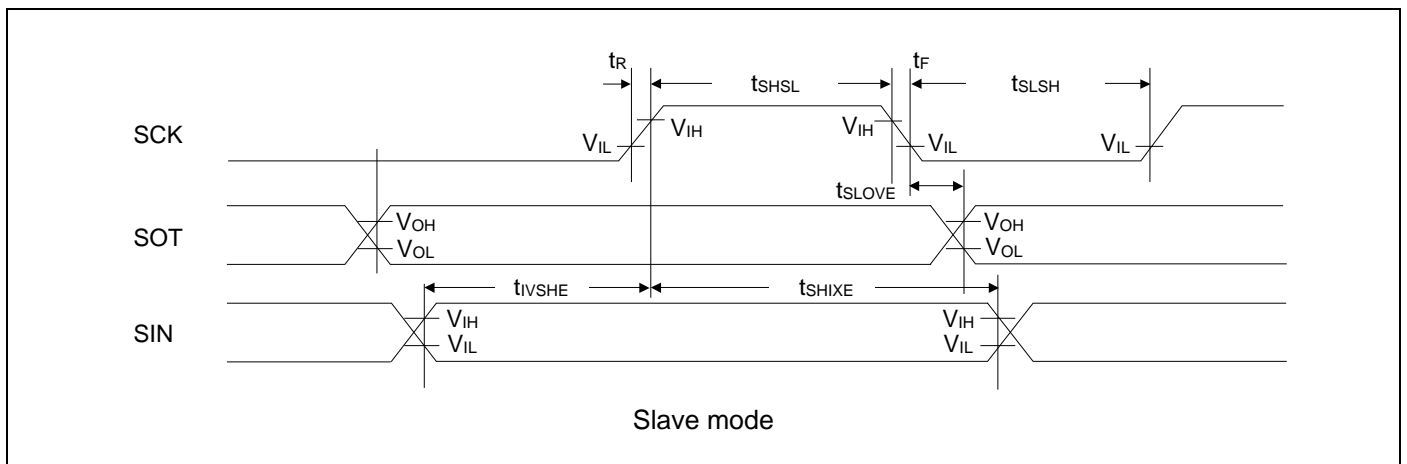 tR tF
tSHSL tSLSH
SCK VIL VIH VIH VIL VIL
tSLOVE
SOT VOH VOL VOH VOL
tIVSHE tSHIXE
SIN VIH VIL VIH VIL
Slave mode